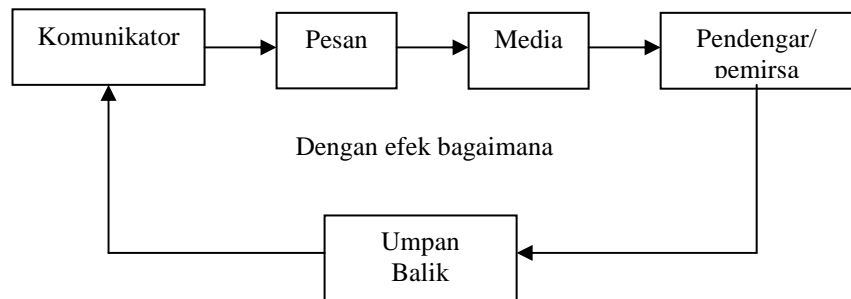 Komunikator
Pesan
Media
Pendengar/
pemirsa
Dengan efek bagaimana
Umpan
Balik